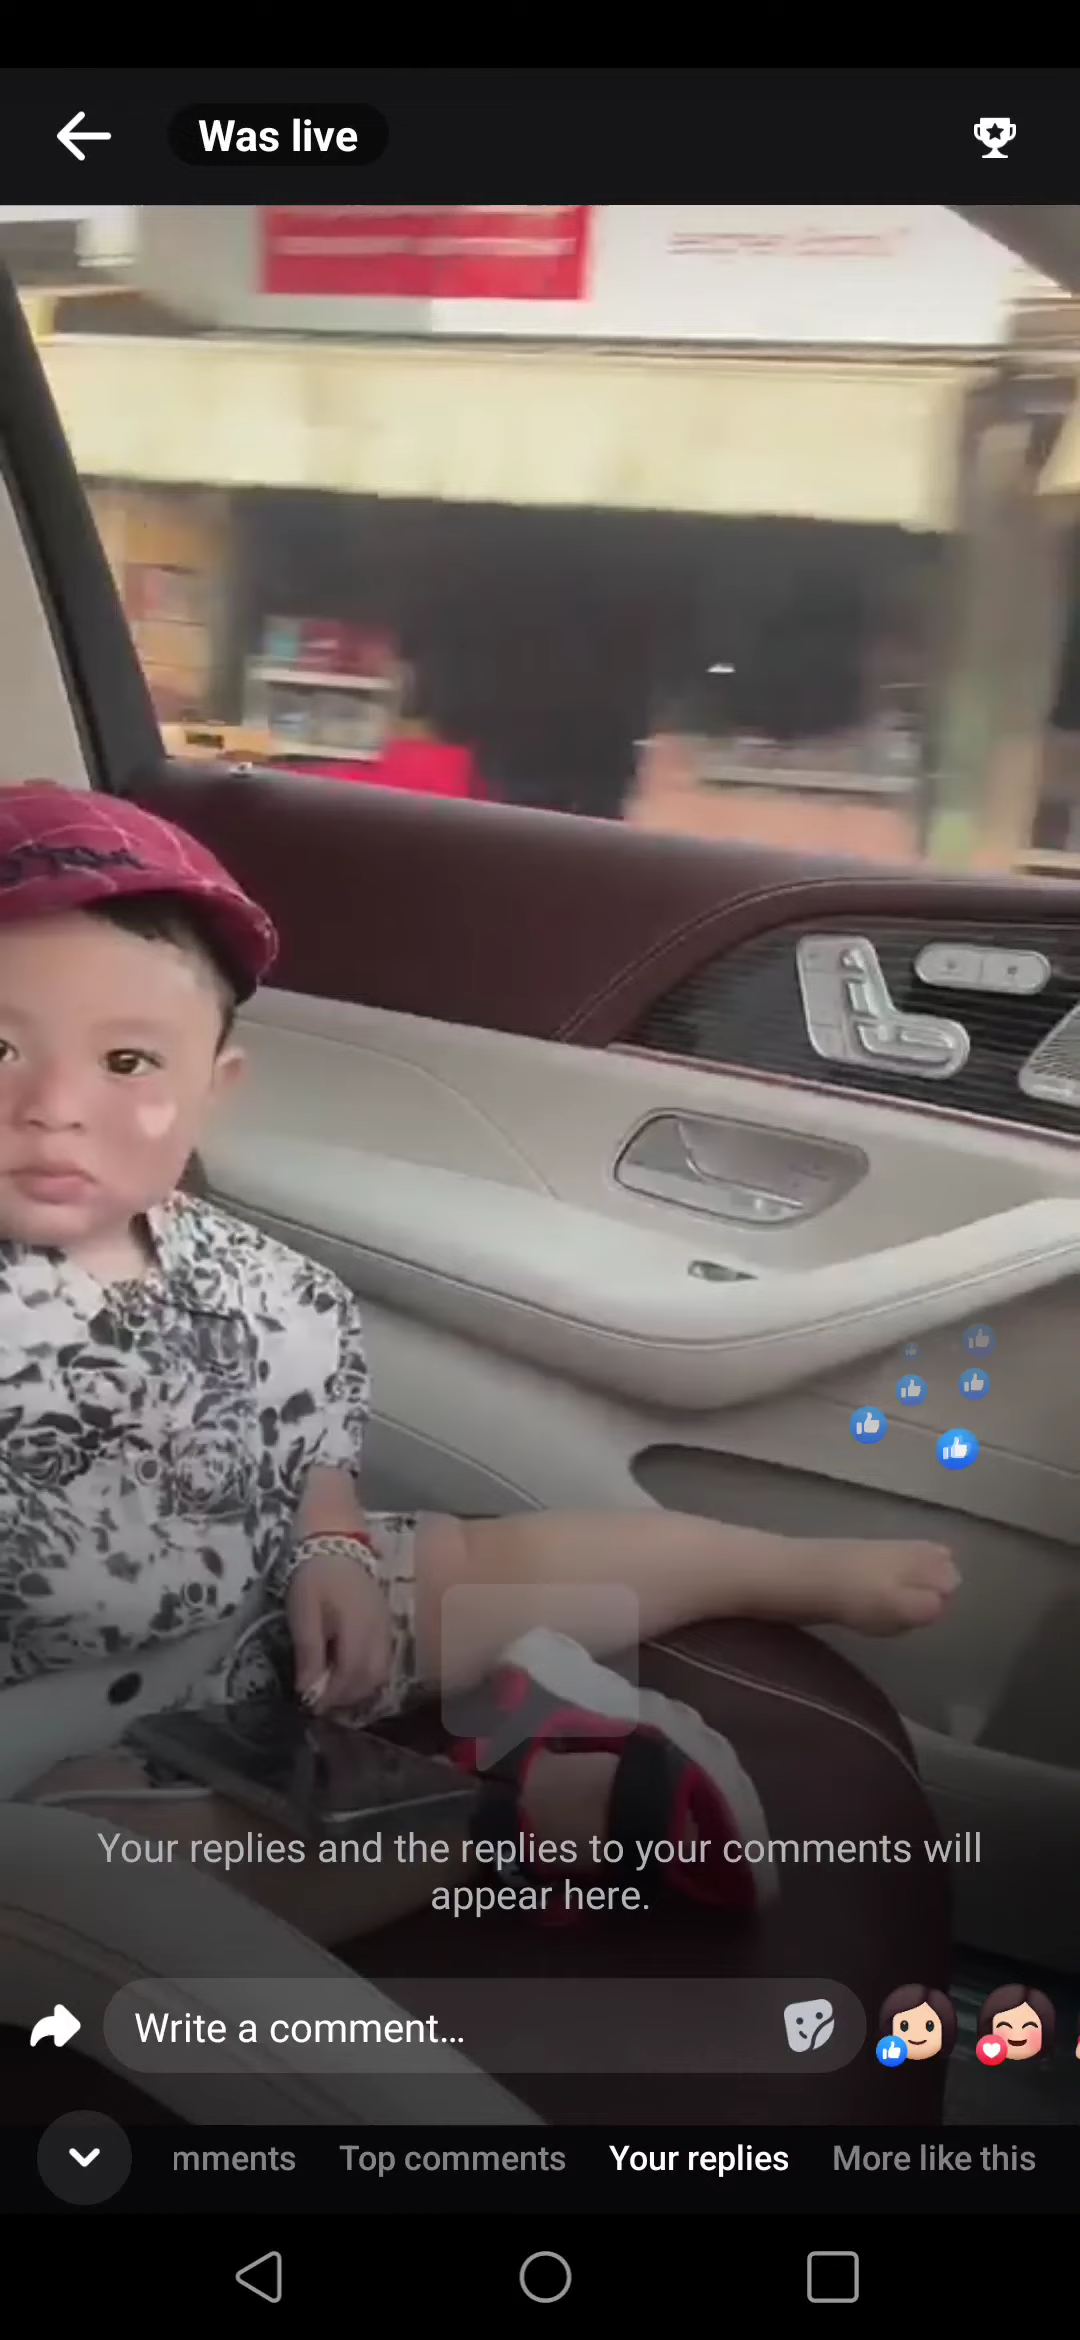 Was live
Your replies and the replies to your comments will
appear here.
Write a comment...
mments Top comments Your replies More like this